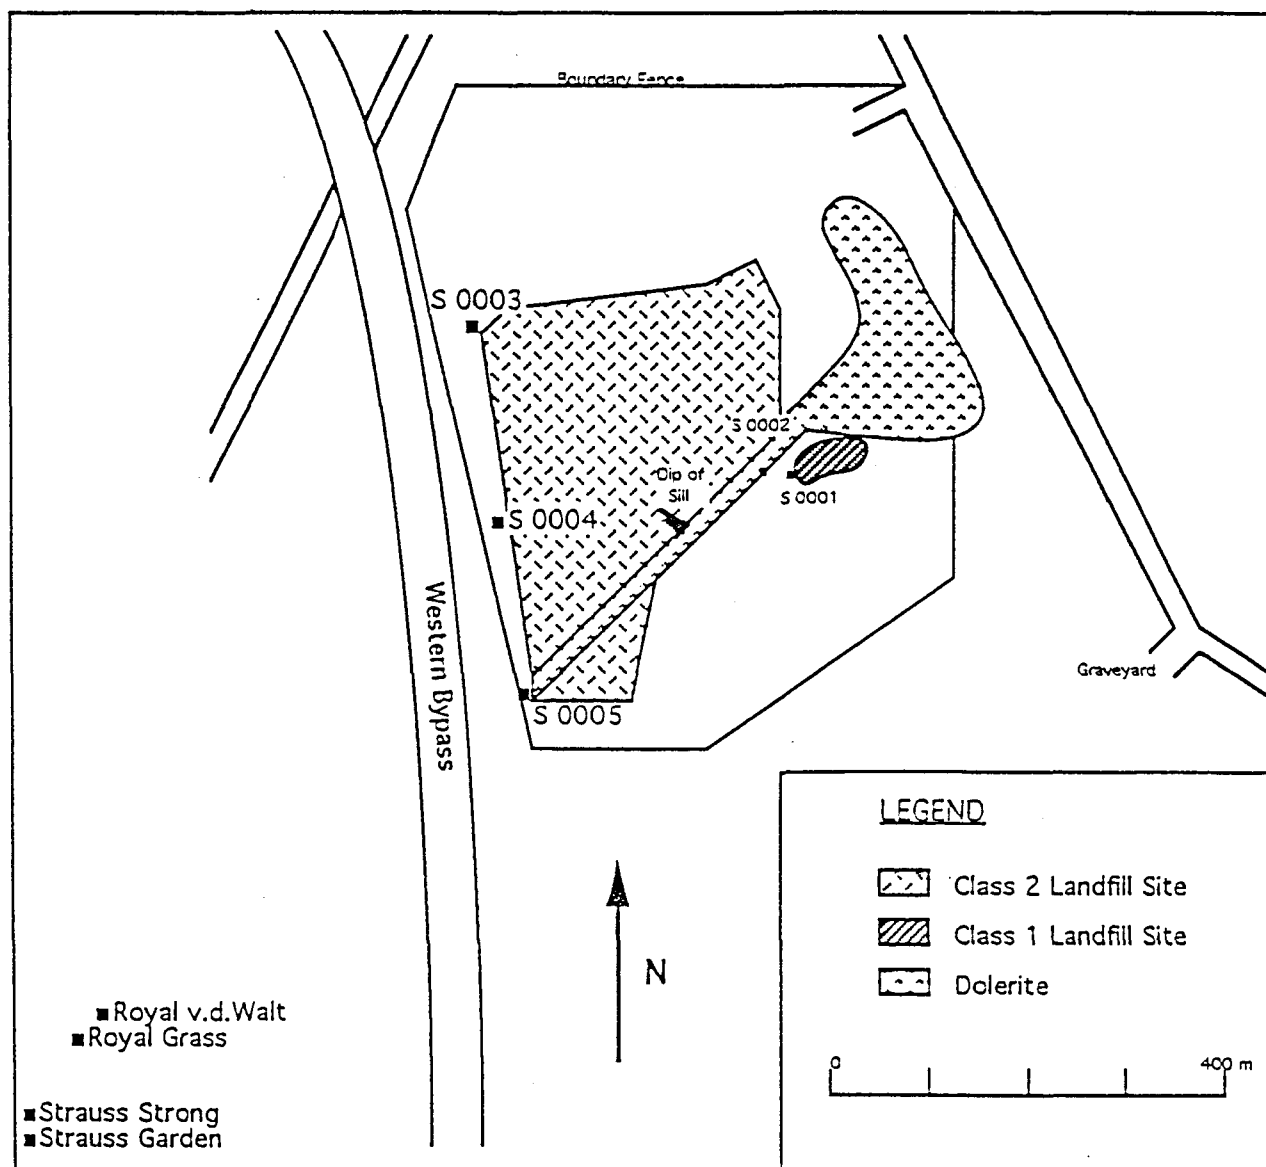 Boundary Fence
S 0003
S 0002
Dip of
Sill
S 0001
S 0004
Western Bypass
Graveyard
S 0005
LEGEND
Class 2 Landfill Site
Class 1 Landfill Site
Dolerite
N
Royal v.d.Walt
Royal Grass
0 400 m
Strauss Strong
Strauss Garden